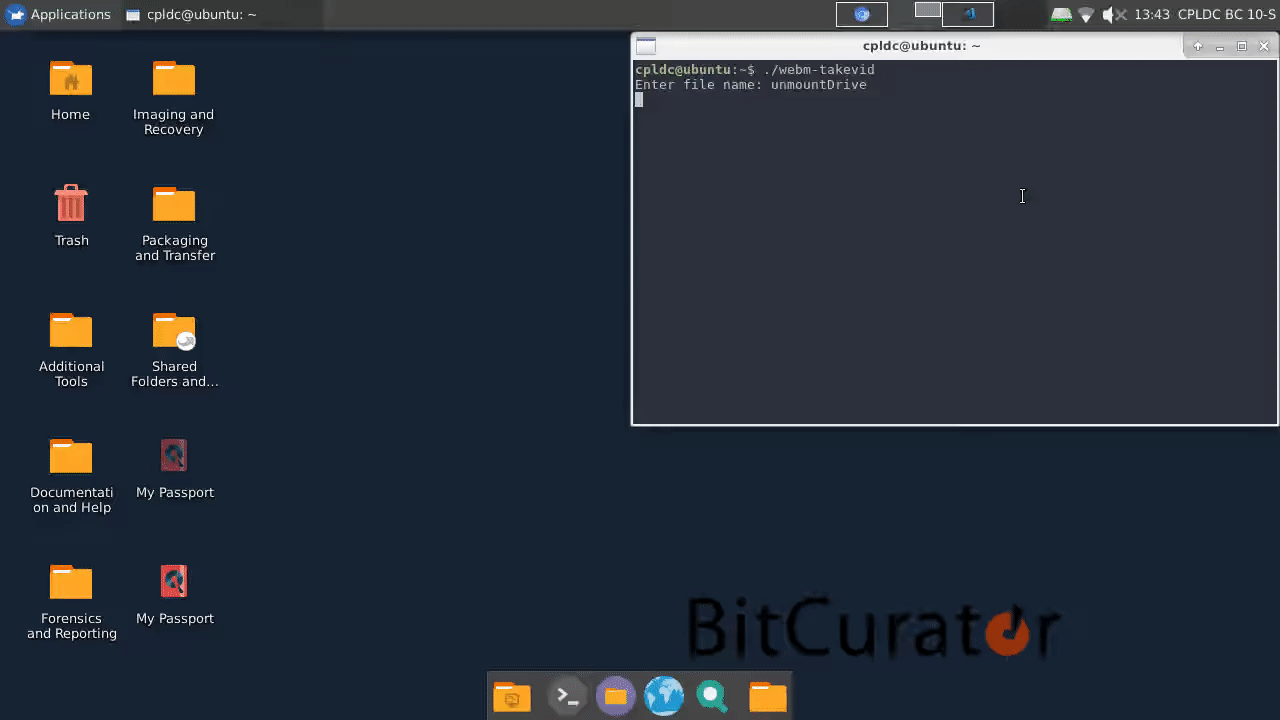 Applications
cpldc@ubuntu: ~
13:43
CPLDC BC 10-S
Home
Imaging and
Recovery
Trash
Packaging
and Transfer
Additional
Tools
Shared
Folders and...
Documentati
on and Help
My Passport
Forensics
and Reporting
My Passport
cpldc@ubuntu: ~
cpldc@ubuntu:~$ ./webm-takevid
Enter file name: unmountDrive
BitCurator